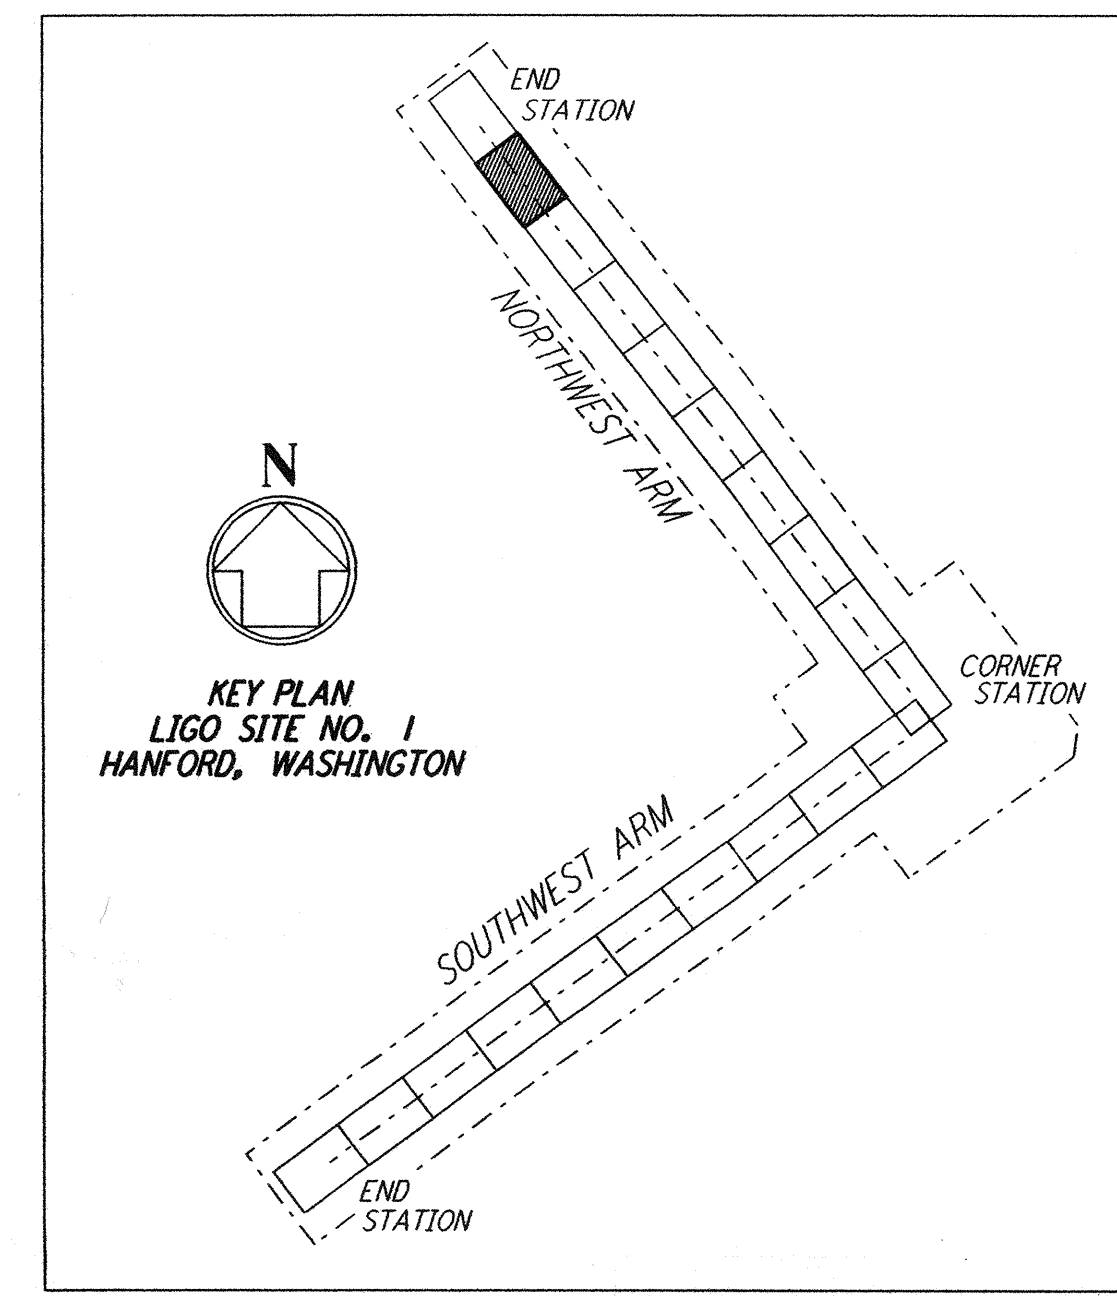 END
STATION
NORTHWEST ARM
N
KEY PLAN
LIGO SITE NO. 1
HANFORD, WASHINGTON
CORNER
STATION
SOUTHWEST ARM
END
STATION